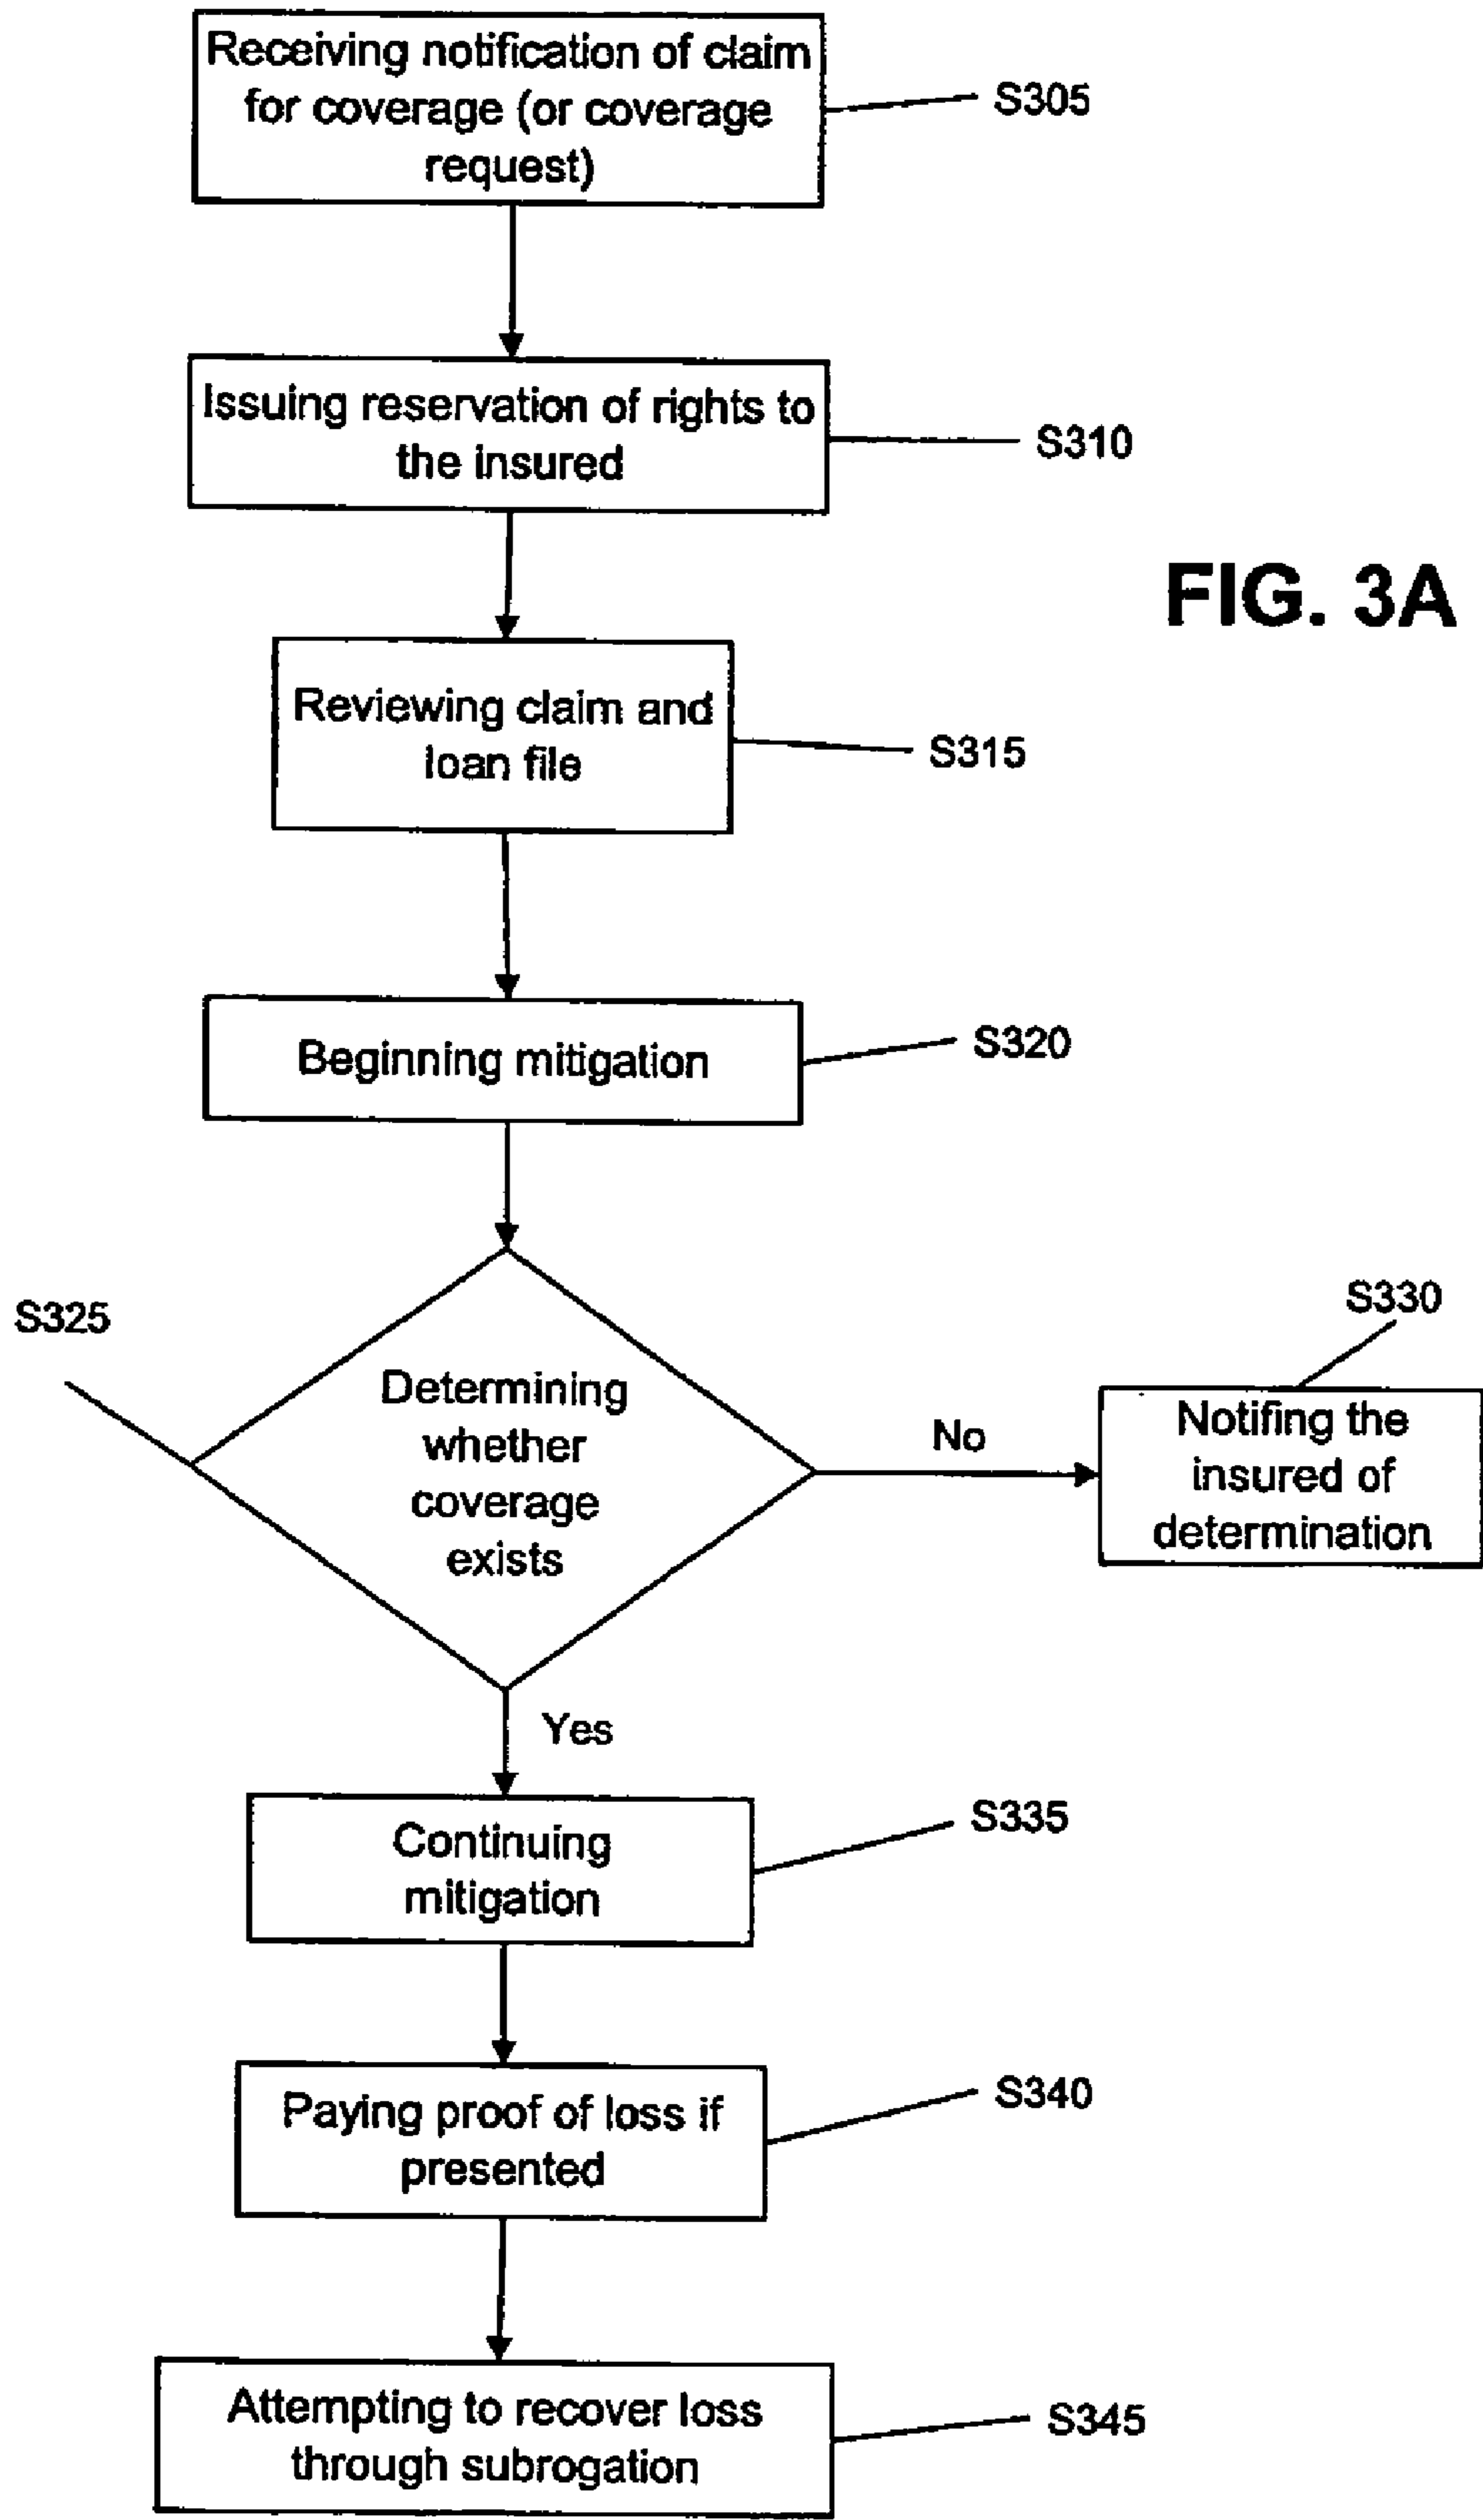 Receiving notification of claim
for coverage (or coverage
request)
S305
Issuing reservation of rights to
the insured
S310
FIG. 3A
Reviewing claim and
loan file
S315
Beginning mitigation
S320
S325
Determining
whether
coverage
exists
No
S330
Notifing the
insured of
determination
Yes
Continuing
mitigation
S335
Paying proof of loss if
presented
S340
Attempting to recover loss
through subrogation
S345